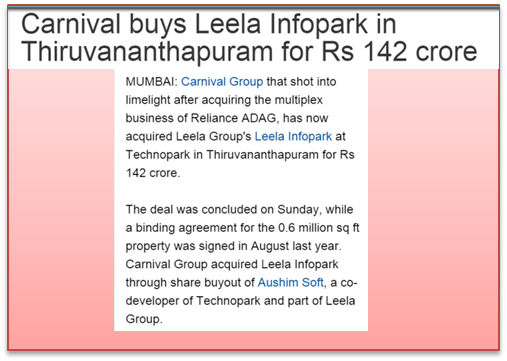 Carnival buys Leela Infopark in
Thiruvananthapuram for Rs 142 crore
MUMBAI: Carnival Group that shot into
limelight after acquiring the multiplex
business of Reliance ADAG, has now
acquired Leela Group's Leela Infopark at
Technopark in Thiruvananthapuram for Rs
142 crore.
The deal was concluded on Sunday, while
a binding agreement for the 0.6 million sq ft
property was signed in August last year.
Carnival Group acquired Leela Infopark
through share buyout of Aushim Soft, a co-
developer of Technopark and part of Leela
Group.